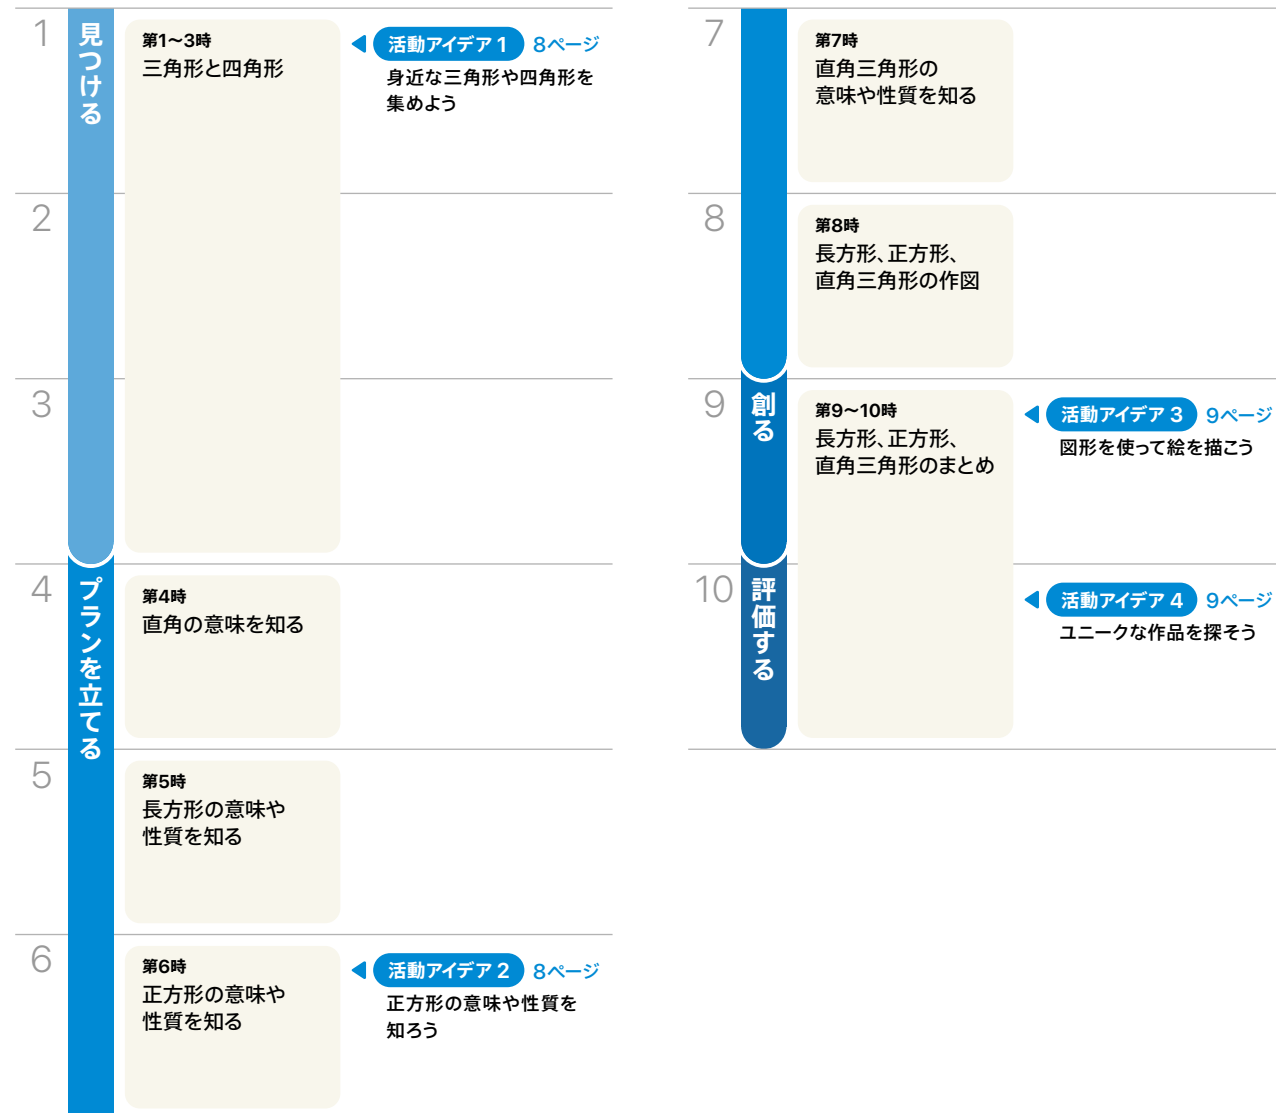 1
見つける
第1～3時
三角形と四角形
活動アイデア 1 8ページ
身近な三角形や四角形を
集めよう
2
3
4
プランを立てる
第4時
直角の意味を知る
5
第5時
長方形の意味や
性質を知る
6
第6時
正方形の意味や
性質を知る
活動アイデア 2 8ページ
正方形の意味や性質を
知ろう
7
第7時
直角三角形の
意味や性質を知る
8
第8時
長方形、正方形、
直角三角形の作図
9
創る
第9～10時
長方形、正方形、
直角三角形のまとめ
活動アイデア 3 9ページ
図形を使って絵を描こう
10
評価する
活動アイデア 4 9ページ
ユニークな作品を探そう